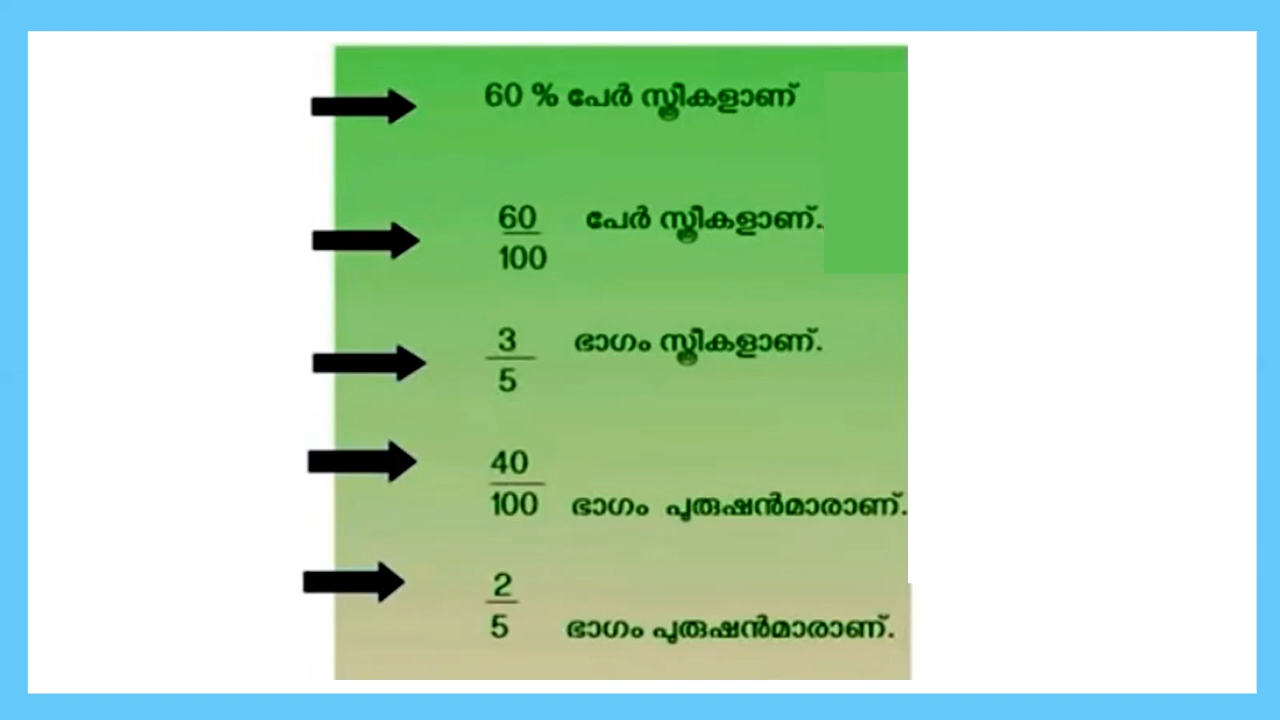 60 % പേർ സ്ത്രീകളാണ്
60/100 പേർ സ്ത്രീകളാണ്.
3/5 ഭാഗം സ്ത്രീകളാണ്.
40/100 ഭാഗം പുരുഷൻമാരാണ്.
2/5 ഭാഗം പുരുഷൻമാരാണ്.